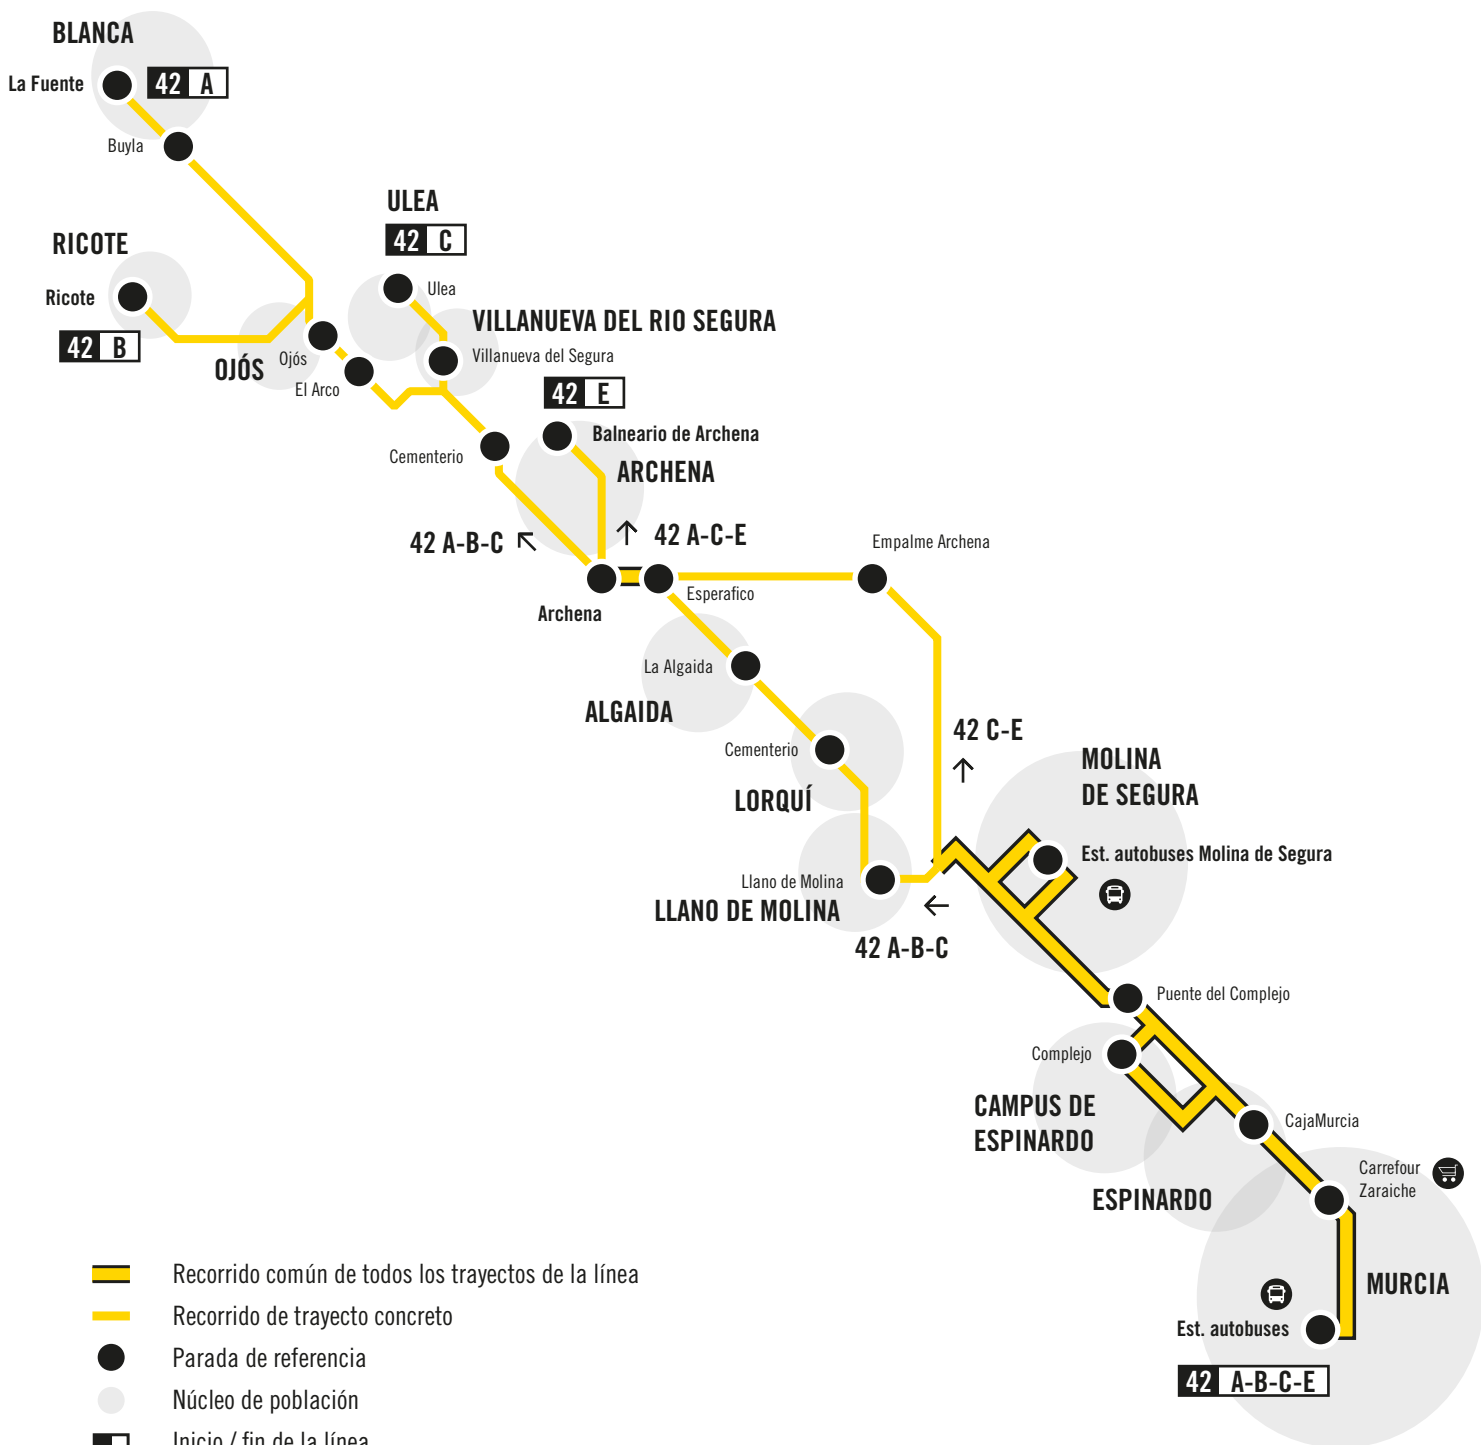 BLANCA
La Fuente
42 A
Buyla
ULEA
42 C
RICOTE
Ricote
42 B
Ulea
VILLANUEVA DEL RIO SEGURA
Villanueva del Segura
OJÓS
Ojós
El Arco
42 E
Balneario de Archena
ARCHENA
Cementerio
42 A-B-C
42 A-C-E
Empalme Archena
Esperafico
Archena
La Algaida
ALGAIDA
42 C-E
Cementerio
LORQUÍ
MOLINA
DE SEGURA
Est. autobuses Molina de Segura
Llano de Molina
LLANO DE MOLINA
42 A-B-C
Puente del Complejo
Complejo
CAMPUS DE
ESPINARDO
CajaMurcia
Carrefour
Zaraiche
ESPINARDO
MURCIA
Est. autobuses
42 A-B-C-E
Recorrido común de todos los trayectos de la línea
Recorrido de trayecto concreto
Parada de referencia
Núcleo de población
Inicio / fin de la línea